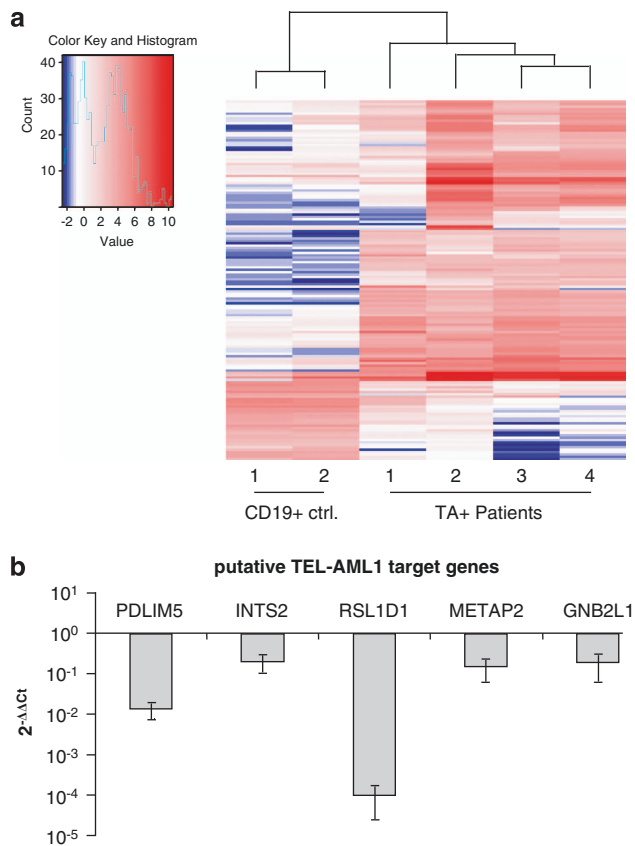 a
Color Key and Histogram
40
30
20
10
Count
-2 0 2 4 6 8 10
Value
1 2 1 2 3 4
CD19+ ctrl. TA+ Patients
b
putative TEL-AML1 target genes
PDLIM5 INTS2 RSL1D1 METAP2 GNB2L1
10¹
10⁰
10⁻¹
10⁻²
10⁻³
10⁻⁴
10⁻⁵
2⁻ΔΔCt